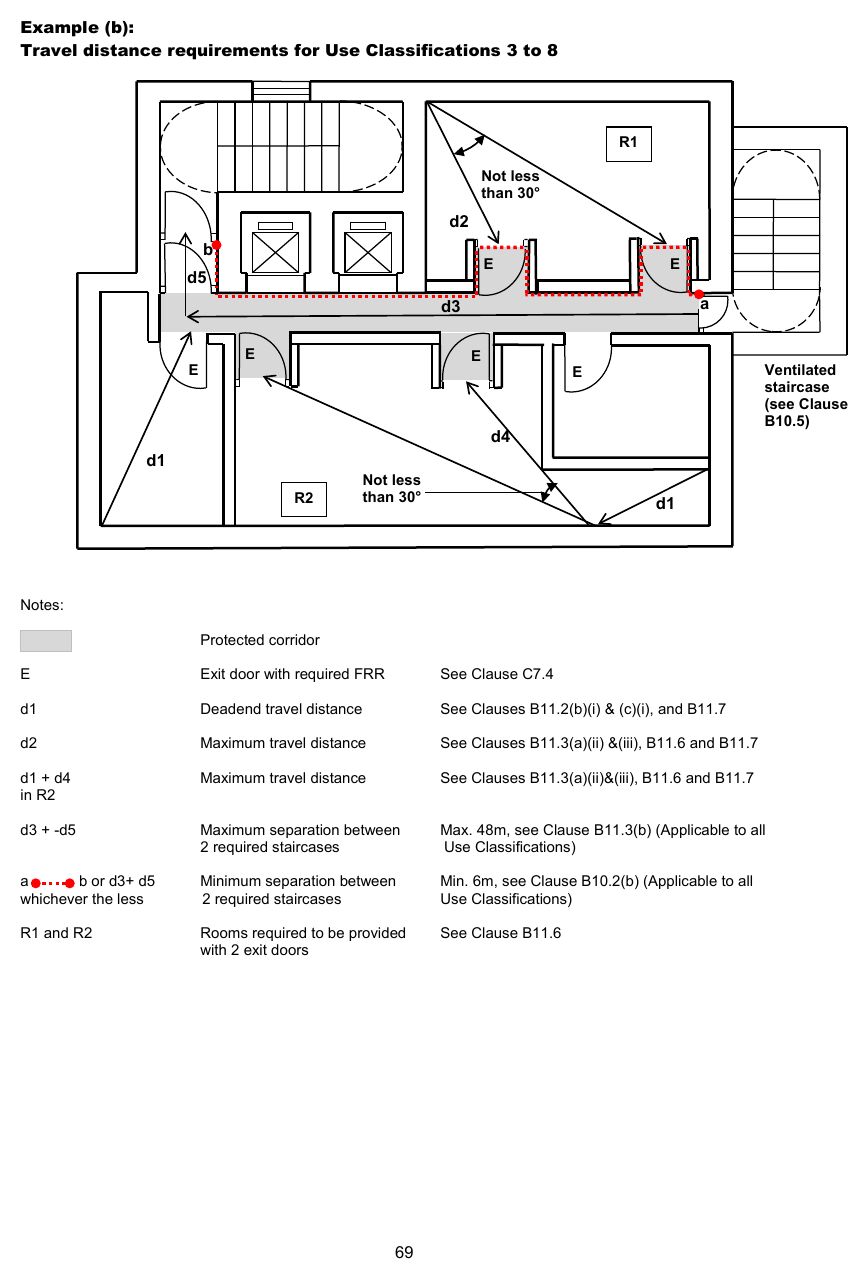 Example (b):
Travel distance requirements for Use Classifications 3 to 8
R1
Not less
than 30°
d2
b
E
E
d5
a
d3
E
E
E
E
Ventilated
staircase
(see Clause
B10.5)
d4
d1
Not less
than 30°
R2
d1
Notes:
Protected corridor
E Exit door with required FRR See Clause C7.4
d1 Deadend travel distance See Clauses B11.2(b)(i) & (c)(i), and B11.7
d2 Maximum travel distance See Clauses B11.3(a)(ii) &(iii), B11.6 and B11.7
d1 + d4 Maximum travel distance See Clauses B11.3(a)(ii)&(iii), B11.6 and B11.7
in R2
d3 + -d5 Maximum separation between Max. 48m, see Clause B11.3(b) (Applicable to all
2 required staircases Use Classifications)
a b or d3+ d5 Minimum separation between Min. 6m, see Clause B10.2(b) (Applicable to all
whichever the less 2 required staircases Use Classifications)
R1 and R2 Rooms required to be provided See Clause B11.6
with 2 exit doors
69